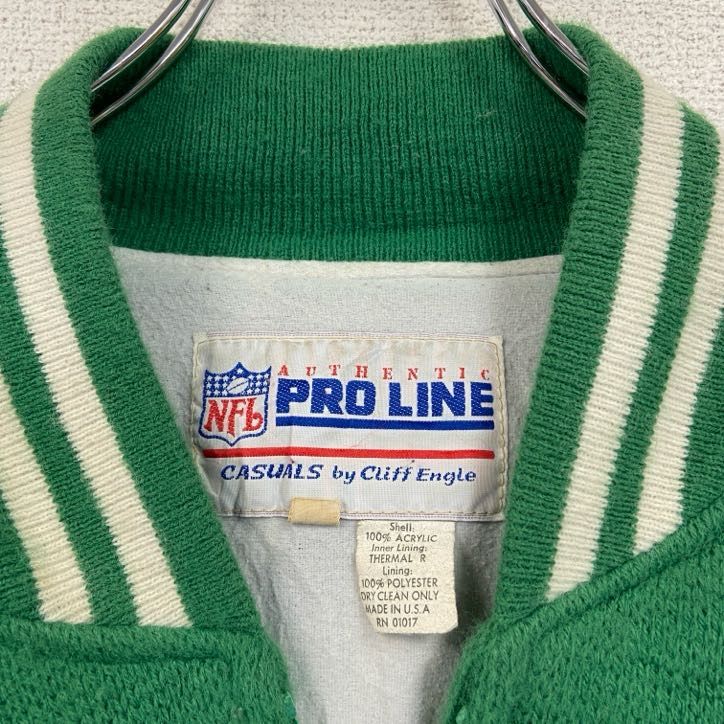 AUTHENTIC
NFL
PRO LINE
CASUALS by Cliff Engle
Shell:
100% ACRYLIC
Inner Lining:
THERMAL R
Lining:
100% POLYESTER
DRY CLEAN ONLY
MADE IN U.S.A
RN 01017